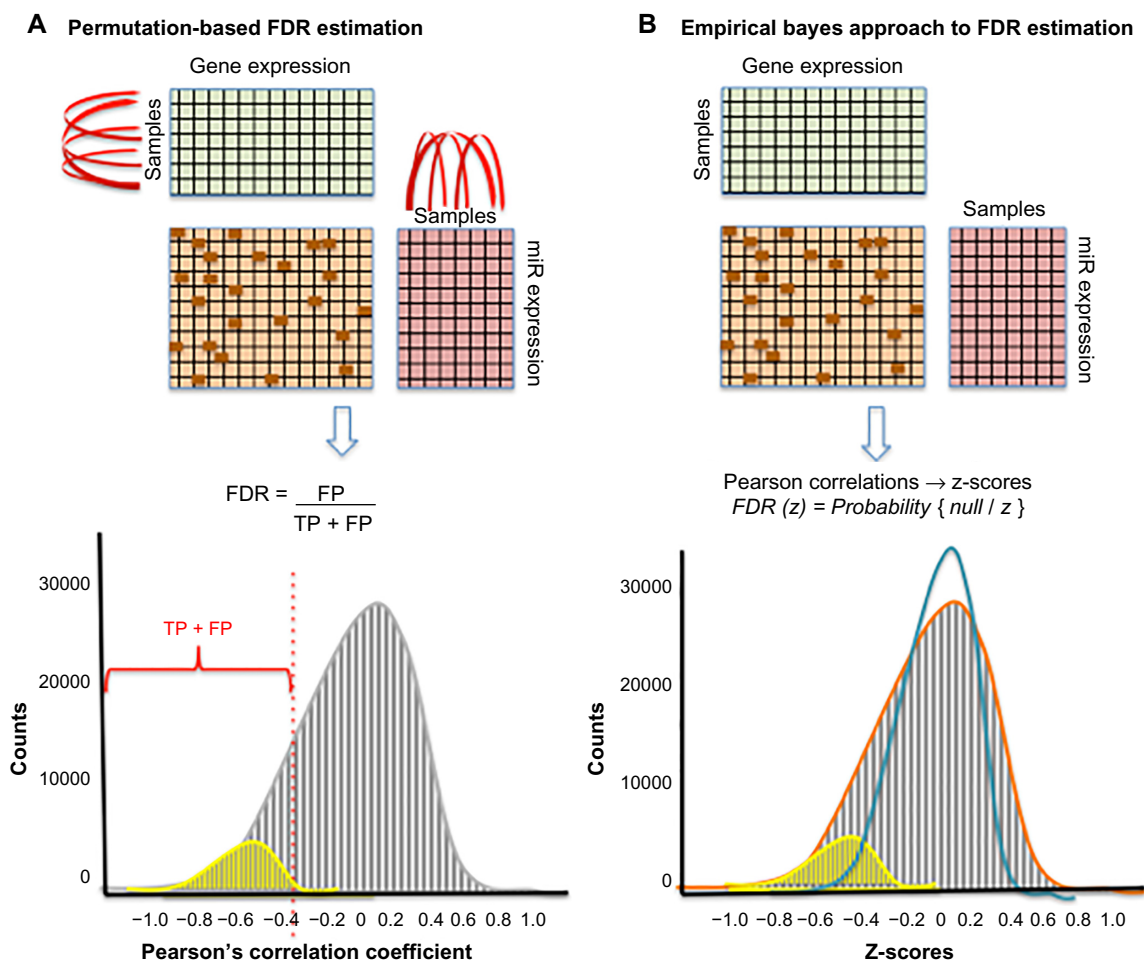 A Permutation-based FDR estimation
Gene expression
Samples
Samples
miR expression
FDR = FP
TP + FP
30000
20000
10000
0
TP + FP
Counts
−1.0 −0.8 −0.6 −0.4 −0.2 0 0.2 0.4 0.6 0.8 1.0
Pearson’s correlation coefficient
B Empirical bayes approach to FDR estimation
Gene expression
Samples
Samples
miR expression
Pearson correlations → z-scores
FDR (z) = Probability { null / z }
30000
20000
10000
0
Counts
−1.0 −0.8 −0.6 −0.4 −0.2 0 0.2 0.4 0.6 0.8 1.0
Z-scores